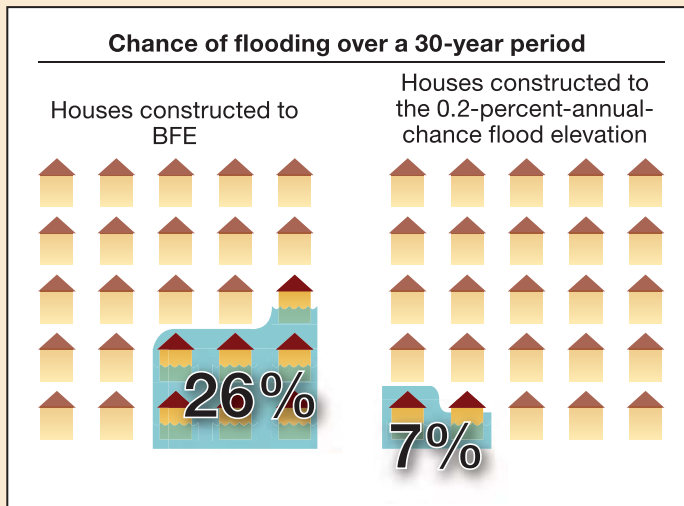 Chance of flooding over a 30-year period
Houses constructed to
BFE
Houses constructed to
the 0.2-percent-annual-
chance flood elevation
26%
7%